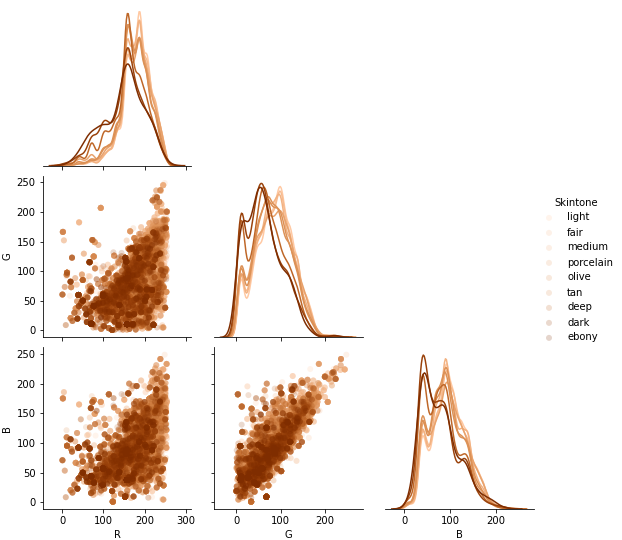 250
200
150
100
50
0
G
Skintone
light
fair
medium
porcelain
olive
tan
deep
dark
ebony
250
200
150
100
50
0
B
0 100 200 300
0 100 200
0 100 200
R G B